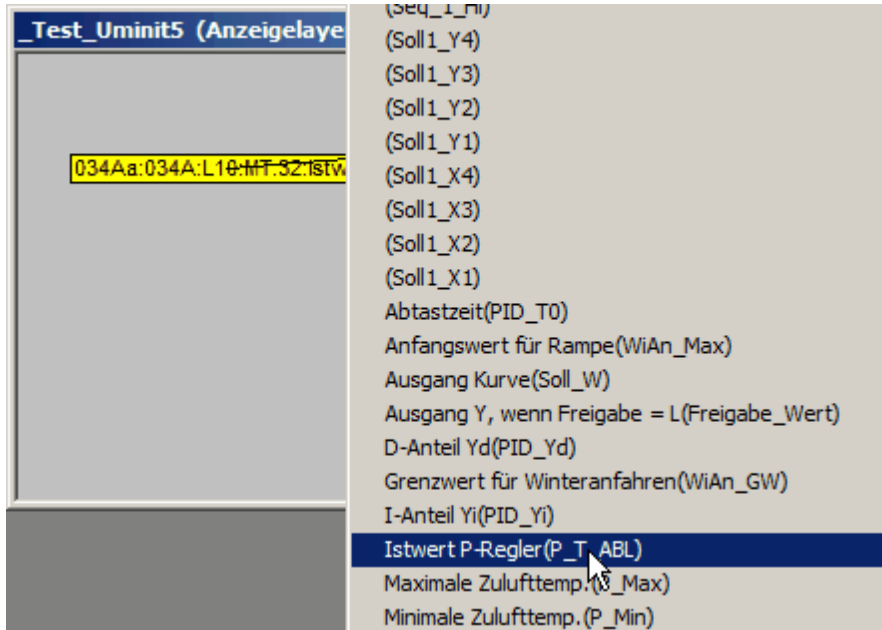 _Test_Uminit5 (Anzeigelaye
034Aa:034A:L10:MT:32:Istw
(Seq_1_Hi)
(Soll1_Y4)
(Soll1_Y3)
(Soll1_Y2)
(Soll1_Y1)
(Soll1_X4)
(Soll1_X3)
(Soll1_X2)
(Soll1_X1)
Abtastzeit(PID_T0)
Anfangswert für Rampe(WiAn_Max)
Ausgang Kurve(Soll_W)
Ausgang Y, wenn Freigabe = L(Freigabe_Wert)
D-Anteil Yd(PID_Yd)
Grenzwert für Winteranfahren(WiAn_GW)
I-Anteil Yi(PID_Yi)
Istwert P-Regler(P_T_ABL)
Maximale Zulufttemp.(P_Max)
Minimale Zulufttemp.(P_Min)